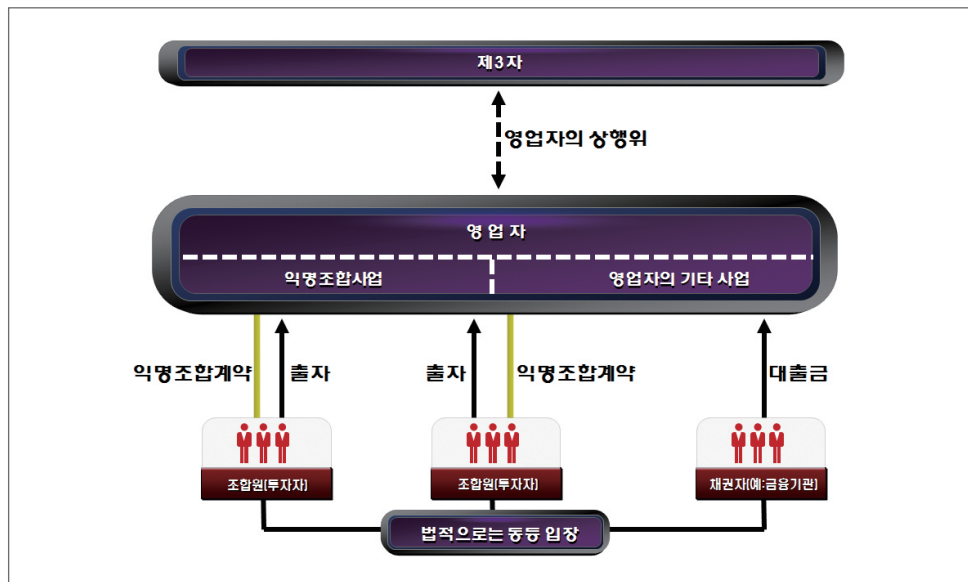 제3자
영업자의 상행위
영 업 자
익명조합사업
영업자의 기타 사업
익명조합계약
출자
출자
익명조합계약
대출금
조합원(투자자)
조합원(투자자)
채권자(예:금융기관)
법적으로는 동등 입장